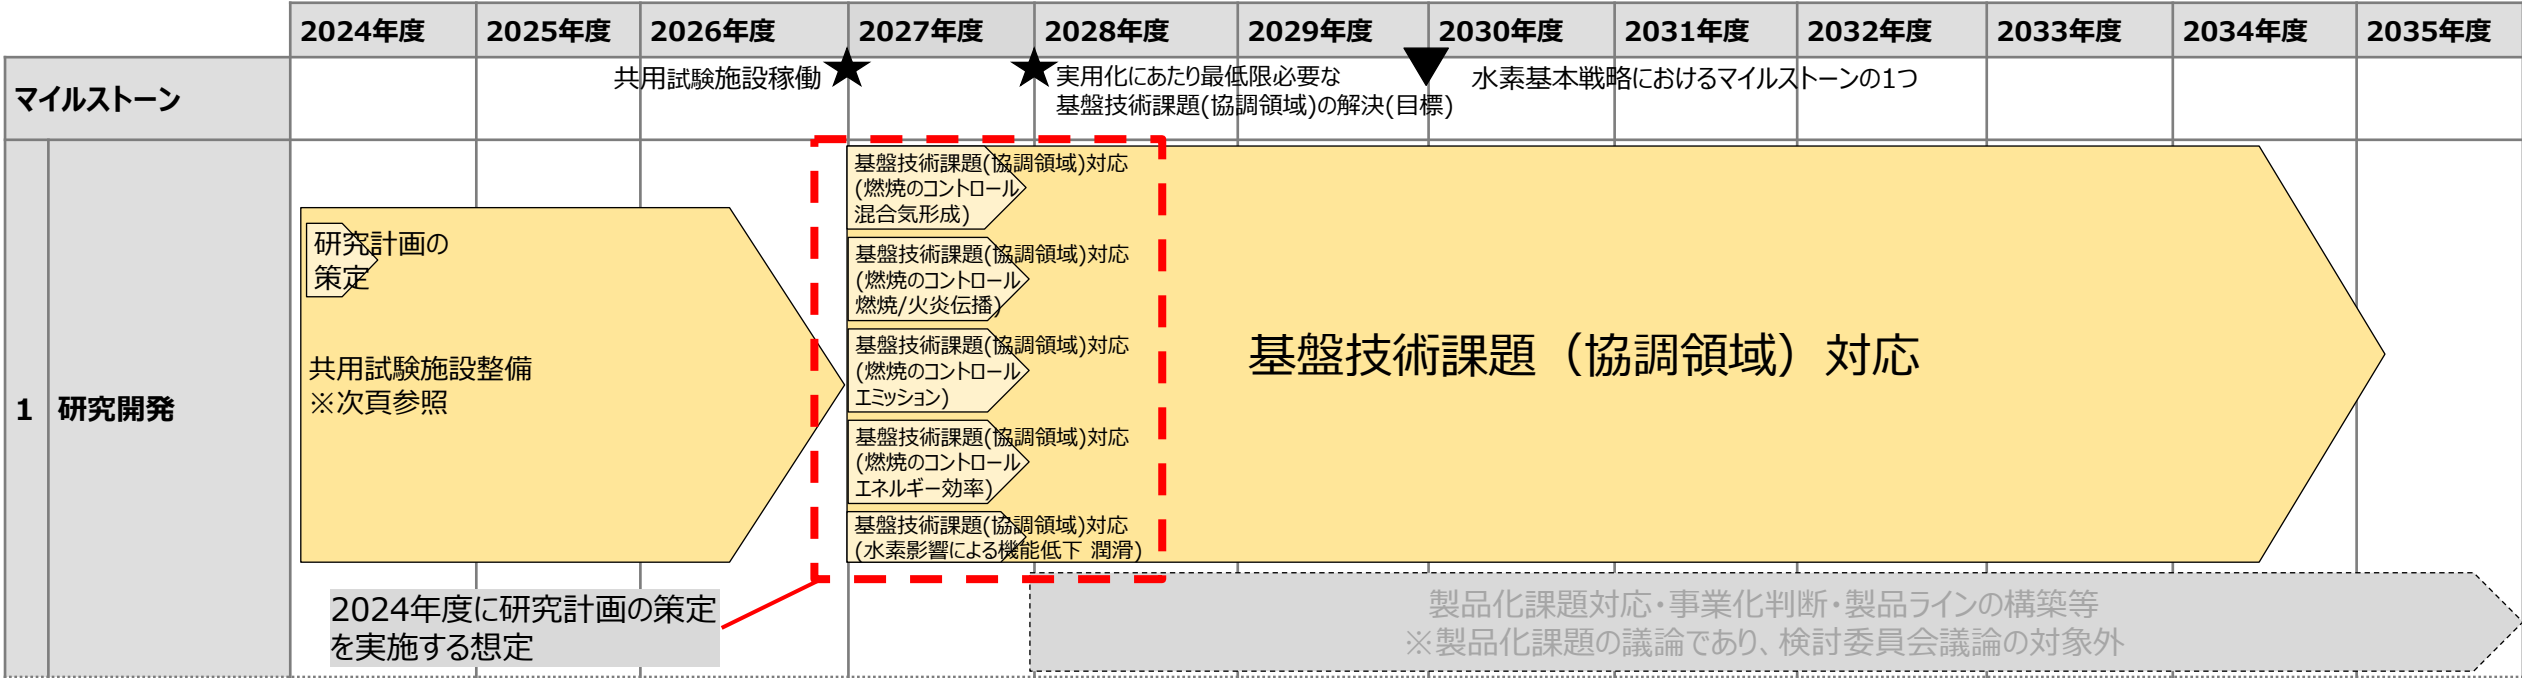 2024年度
2025年度
2026年度
2027年度
2028年度
2029年度
2030年度
2031年度
2032年度
2033年度
2034年度
2035年度
マイルストーン
共用試験施設稼働
実用化にあたり最低限必要な
基盤技術課題(協調領域)の解決(目標)
水素基本戦略におけるマイルストーンの1つ
1
研究開発
研究計画の
策定
共用試験施設整備
※次頁参照
基盤技術課題(協調領域)対応
(燃焼のコントロール
混合気形成)
基盤技術課題(協調領域)対応
(燃焼のコントロール
燃焼/火炎伝播)
基盤技術課題(協調領域)対応
(燃焼のコントロール
エミッション)
基盤技術課題(協調領域)対応
(燃焼のコントロール
エネルギー効率)
基盤技術課題(協調領域)対応
(水素影響による機能低下 潤滑)
基盤技術課題（協調領域）対応
2024年度に研究計画の策定
を実施する想定
製品化課題対応・事業化判断・製品ラインの構築等
※製品化課題の議論であり、検討委員会議論の対象外